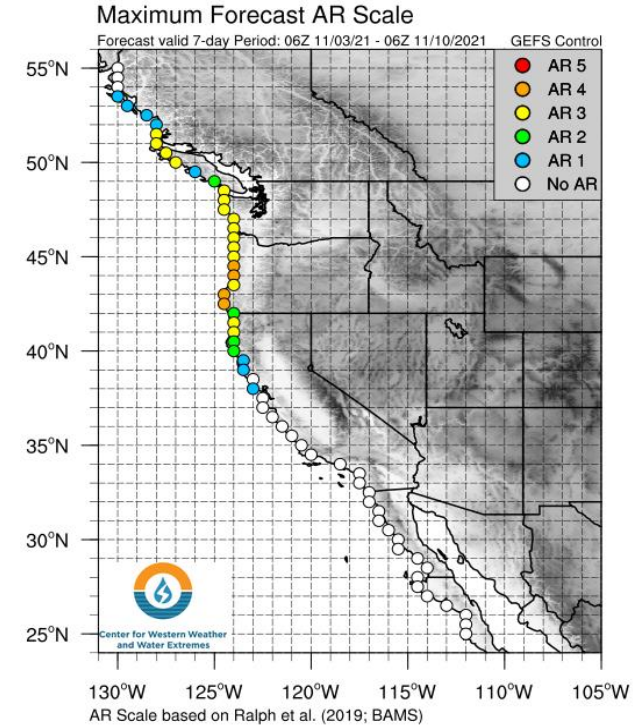 Maximum Forecast AR Scale
Forecast valid 7-day Period: 06Z 11/03/21 - 06Z 11/10/2021 GEFS Control
AR 5
AR 4
AR 3
AR 2
AR 1
No AR
55°N
50°N
45°N
40°N
35°N
30°N
25°N
Center for Western Weather
and Water Extremes
130°W 125°W 120°W 115°W 110°W 105°W
AR Scale based on Ralph et al. (2019; BAMS)